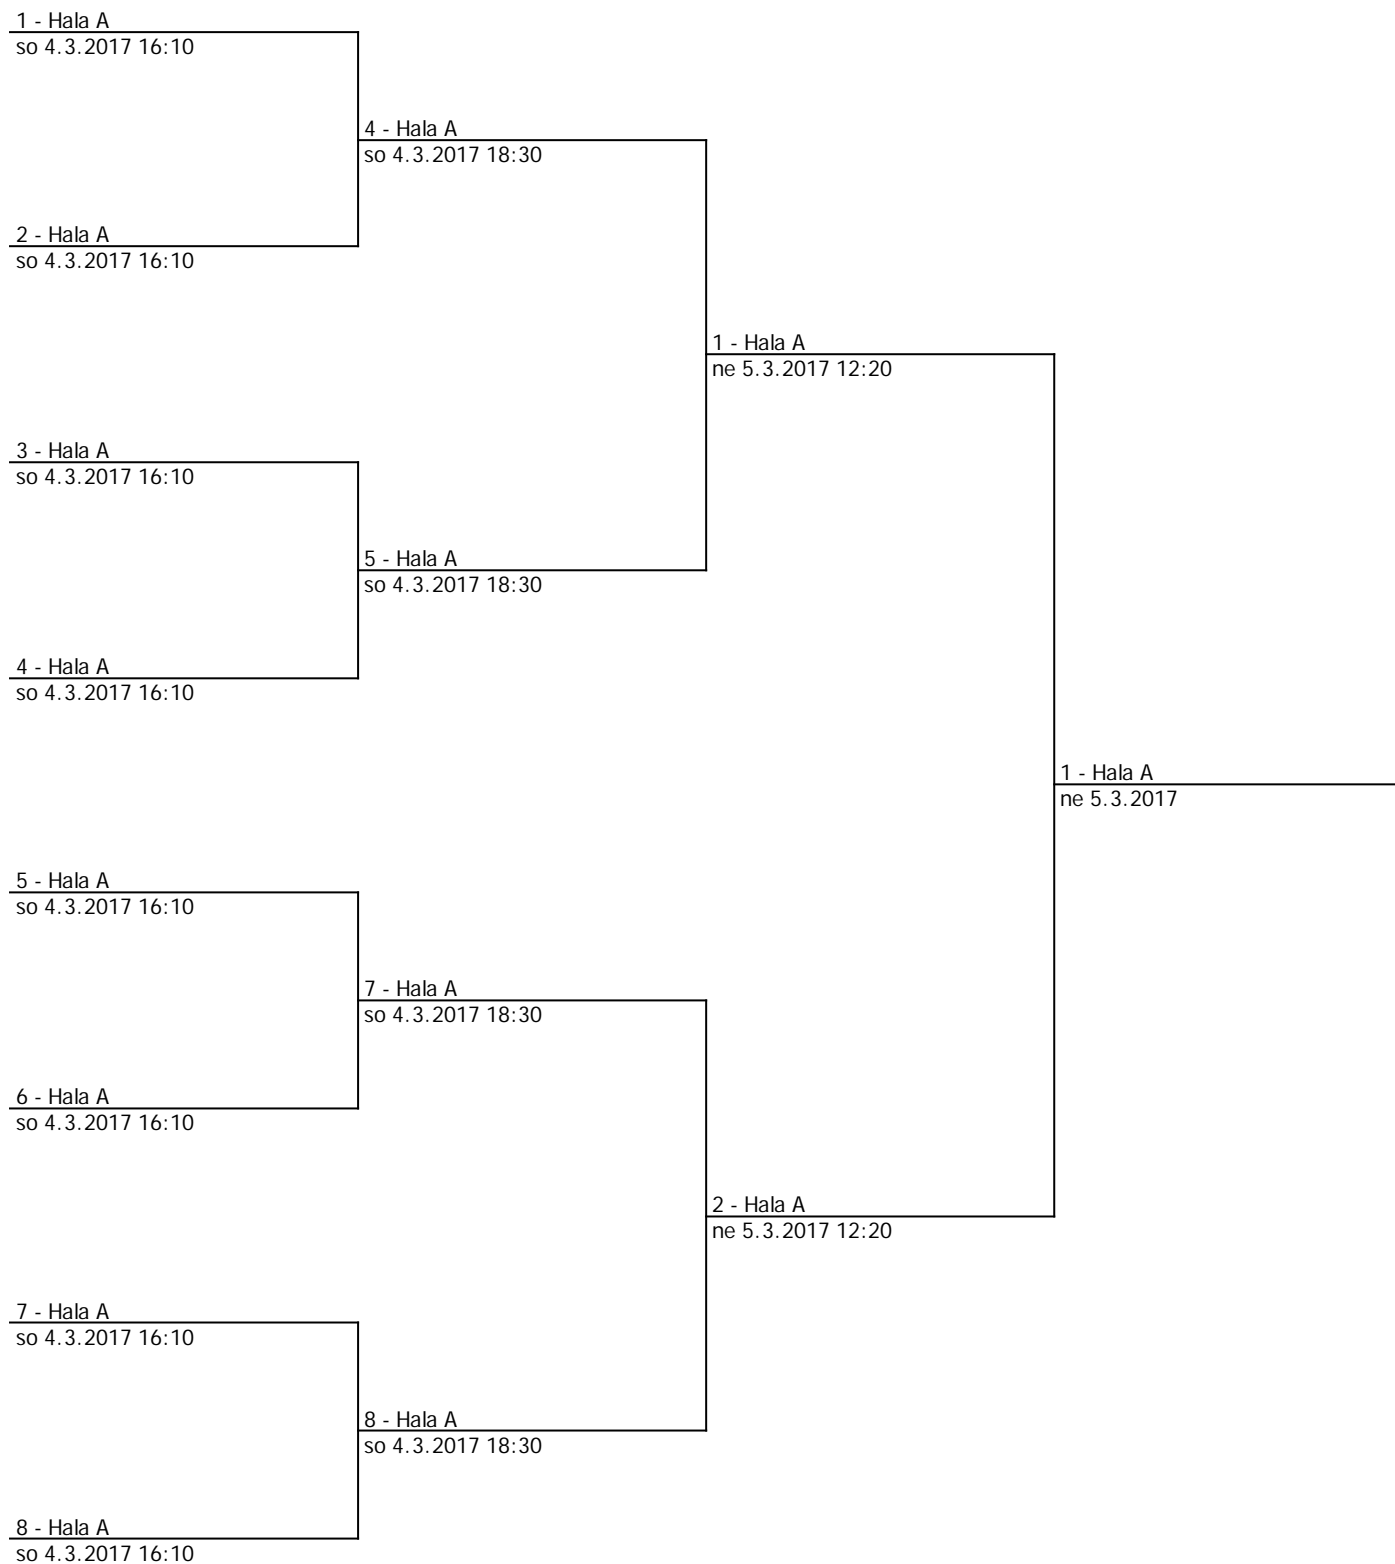 1 - Hala A
so 4.3.2017 16:10
4 - Hala A
so 4.3.2017 18:30
2 - Hala A
so 4.3.2017 16:10
1 - Hala A
ne 5.3.2017 12:20
3 - Hala A
so 4.3.2017 16:10
5 - Hala A
so 4.3.2017 18:30
4 - Hala A
so 4.3.2017 16:10
1 - Hala A
ne 5.3.2017
5 - Hala A
so 4.3.2017 16:10
7 - Hala A
so 4.3.2017 18:30
6 - Hala A
so 4.3.2017 16:10
2 - Hala A
ne 5.3.2017 12:20
7 - Hala A
so 4.3.2017 16:10
8 - Hala A
so 4.3.2017 18:30
8 - Hala A
so 4.3.2017 16:10